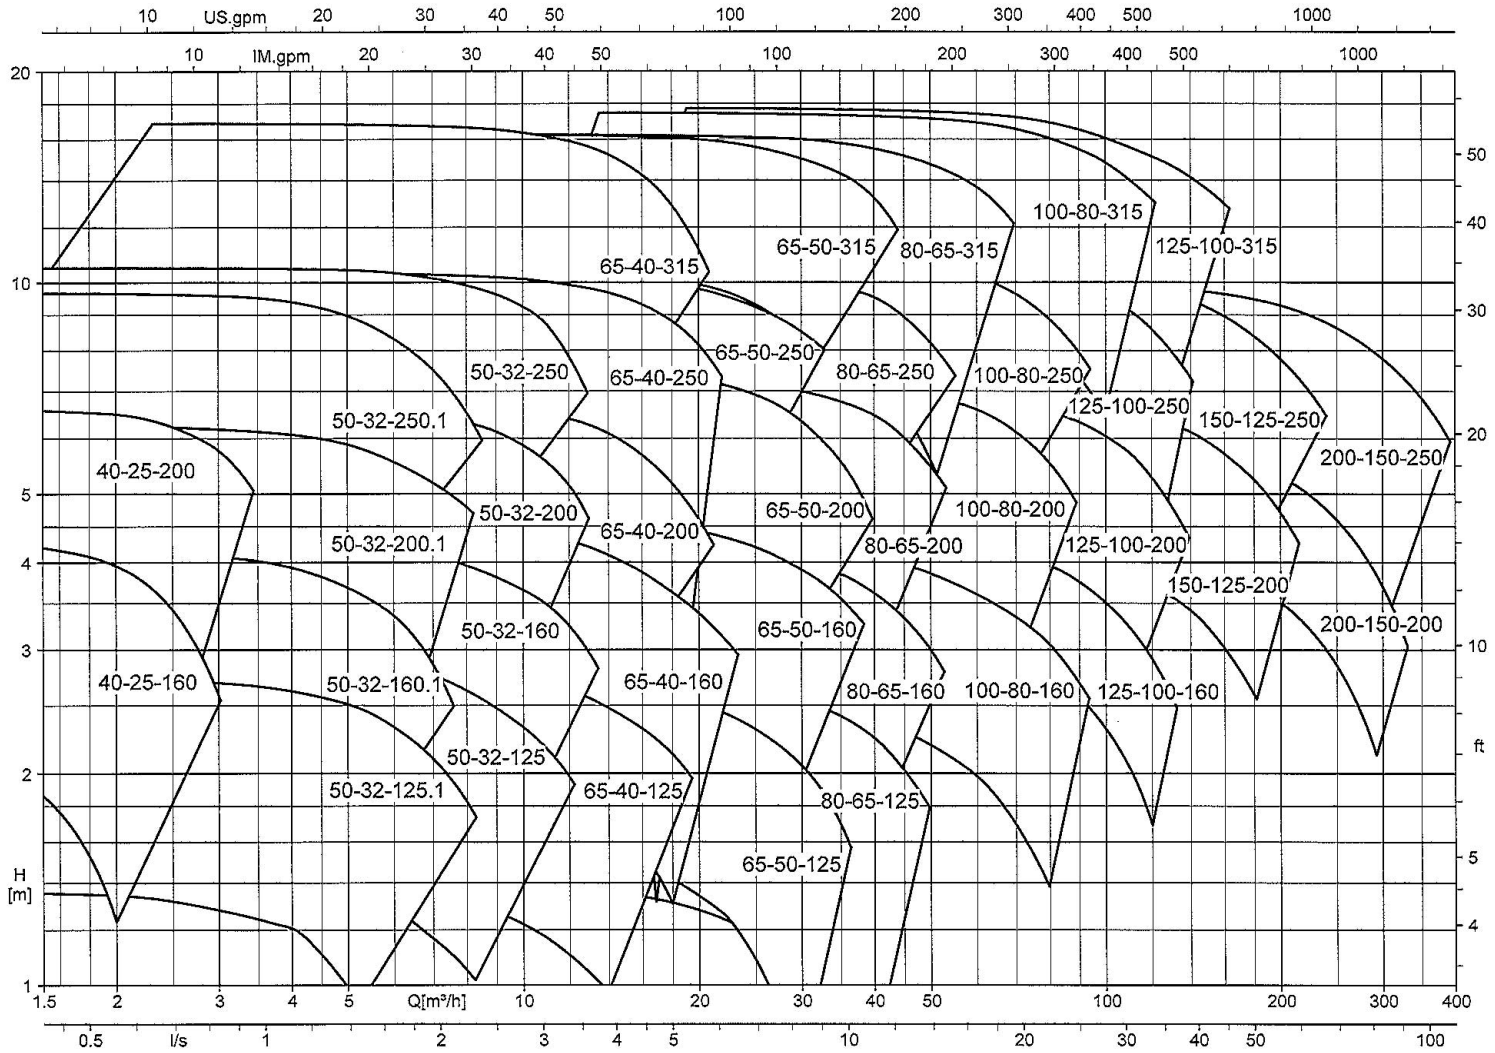 10 US.gpm 20 30 40 50 100 200 300 400 500 1000
10 IM.gpm 20 30 40 50 100 200 300 400 500 1000
20
50
100-80-315
40
65-50-315 80-65-315 125-100-315
65-40-315
10
30
65-50-250
50-32-250 65-40-250 80-65-250 100-80-250
125-100-250
50-32-250.1 150-125-250
20
40-25-200 200-150-250
5
50-32-200 65-50-200 100-80-200
65-40-200
50-32-200.1 80-65-200 125-100-200
4
150-125-200
50-32-160 65-50-160 200-150-200
3 10
40-25-160 50-32-160.1 65-40-160 80-65-160 100-80-160 125-100-160
ft
50-32-125
2
50-32-125.1 65-40-125 80-65-125
65-50-125 5
H
[m]
4
1
1.5 2 3 4 5 Q[m³/h] 10 20 30 40 50 100 200 300 400
0.5 l/s 1 2 3 4 5 10 20 30 40 50 100